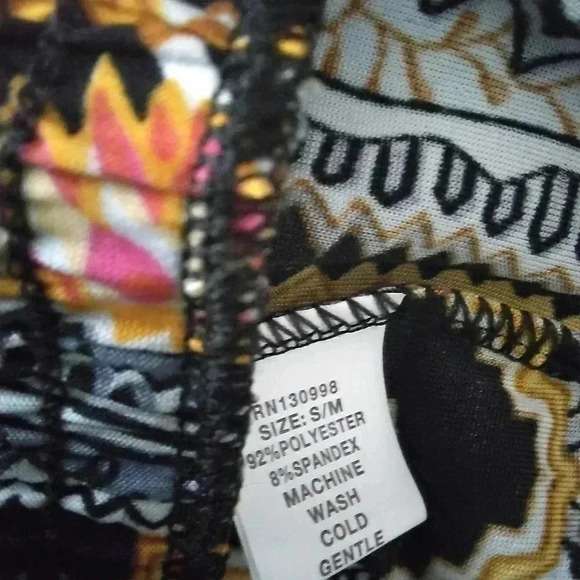 RN130998
SIZE: S/M
92%POLYESTER
8%SPANDEX
MACHINE
WASH
COLD
GENTLE